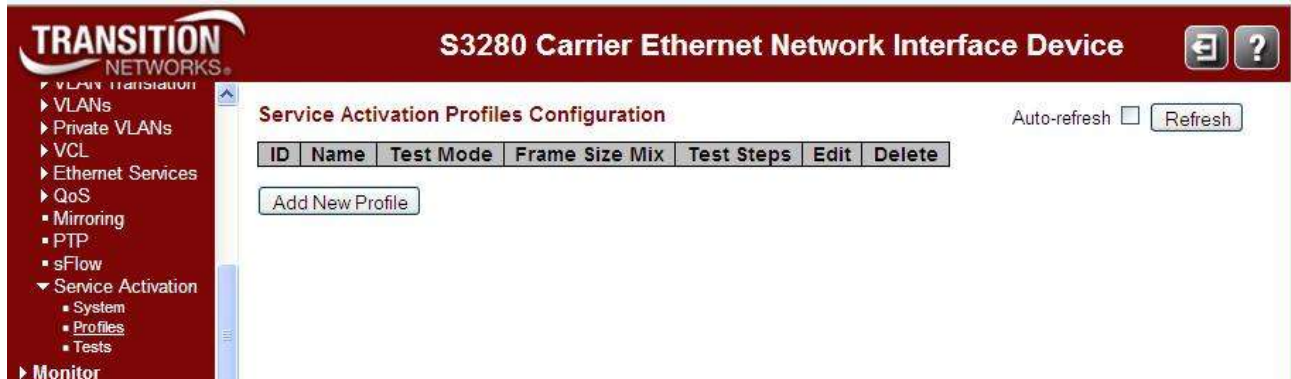 TRANSITION
NETWORKS®
S3280 Carrier Ethernet Network Interface Device
?
VLAN Translation
VLANs
Private VLANs
VCL
Ethernet Services
QoS
Mirroring
PTP
sFlow
Service Activation
System
Profiles
Tests
Monitor
Service Activation Profiles Configuration
Auto-refresh
Refresh
ID Name Test Mode Frame Size Mix Test Steps Edit Delete
Add New Profile